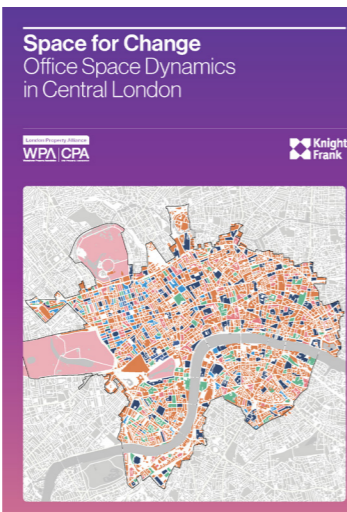 Space for Change
Office Space Dynamics
in Central London
London Property Alliance
WPA|CPA
Knight
Frank